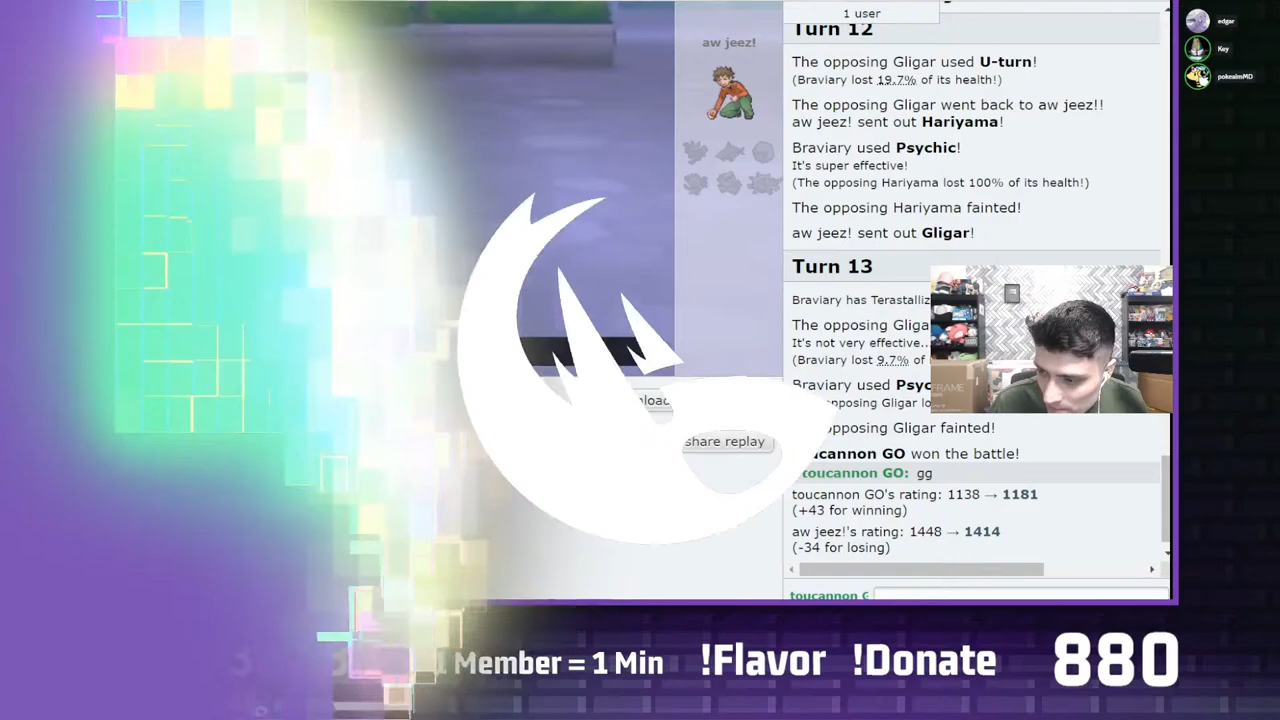 1 user
edgar
Key
pokeaimMD
aw jeez!
Turn 12
The opposing Gligar used U-turn!
(Braviary lost 19.7% of its health!)
The opposing Gligar went back to aw jeez!!
aw jeez! sent out Hariyama!
Braviary used Psychic!
It's super effective!
(The opposing Hariyama lost 100% of its health!)
The opposing Hariyama fainted!
aw jeez! sent out Gligar!
Turn 13
Braviary has Terastalliz
The opposing Gliga
It's not very effective...
(Braviary lost 9.7% of
Braviary used Psyc
opposing Gligar lo
opposing Gligar fainted!
ucannon GO won the battle!
toucannon GO: gg
toucannon GO's rating: 1138 → 1181
(+43 for winning)
aw jeez!'s rating: 1448 → 1414
(-34 for losing)
toucannon G
nload
share replay
FRAME
Member = 1 Min
!Flavor !Donate
880